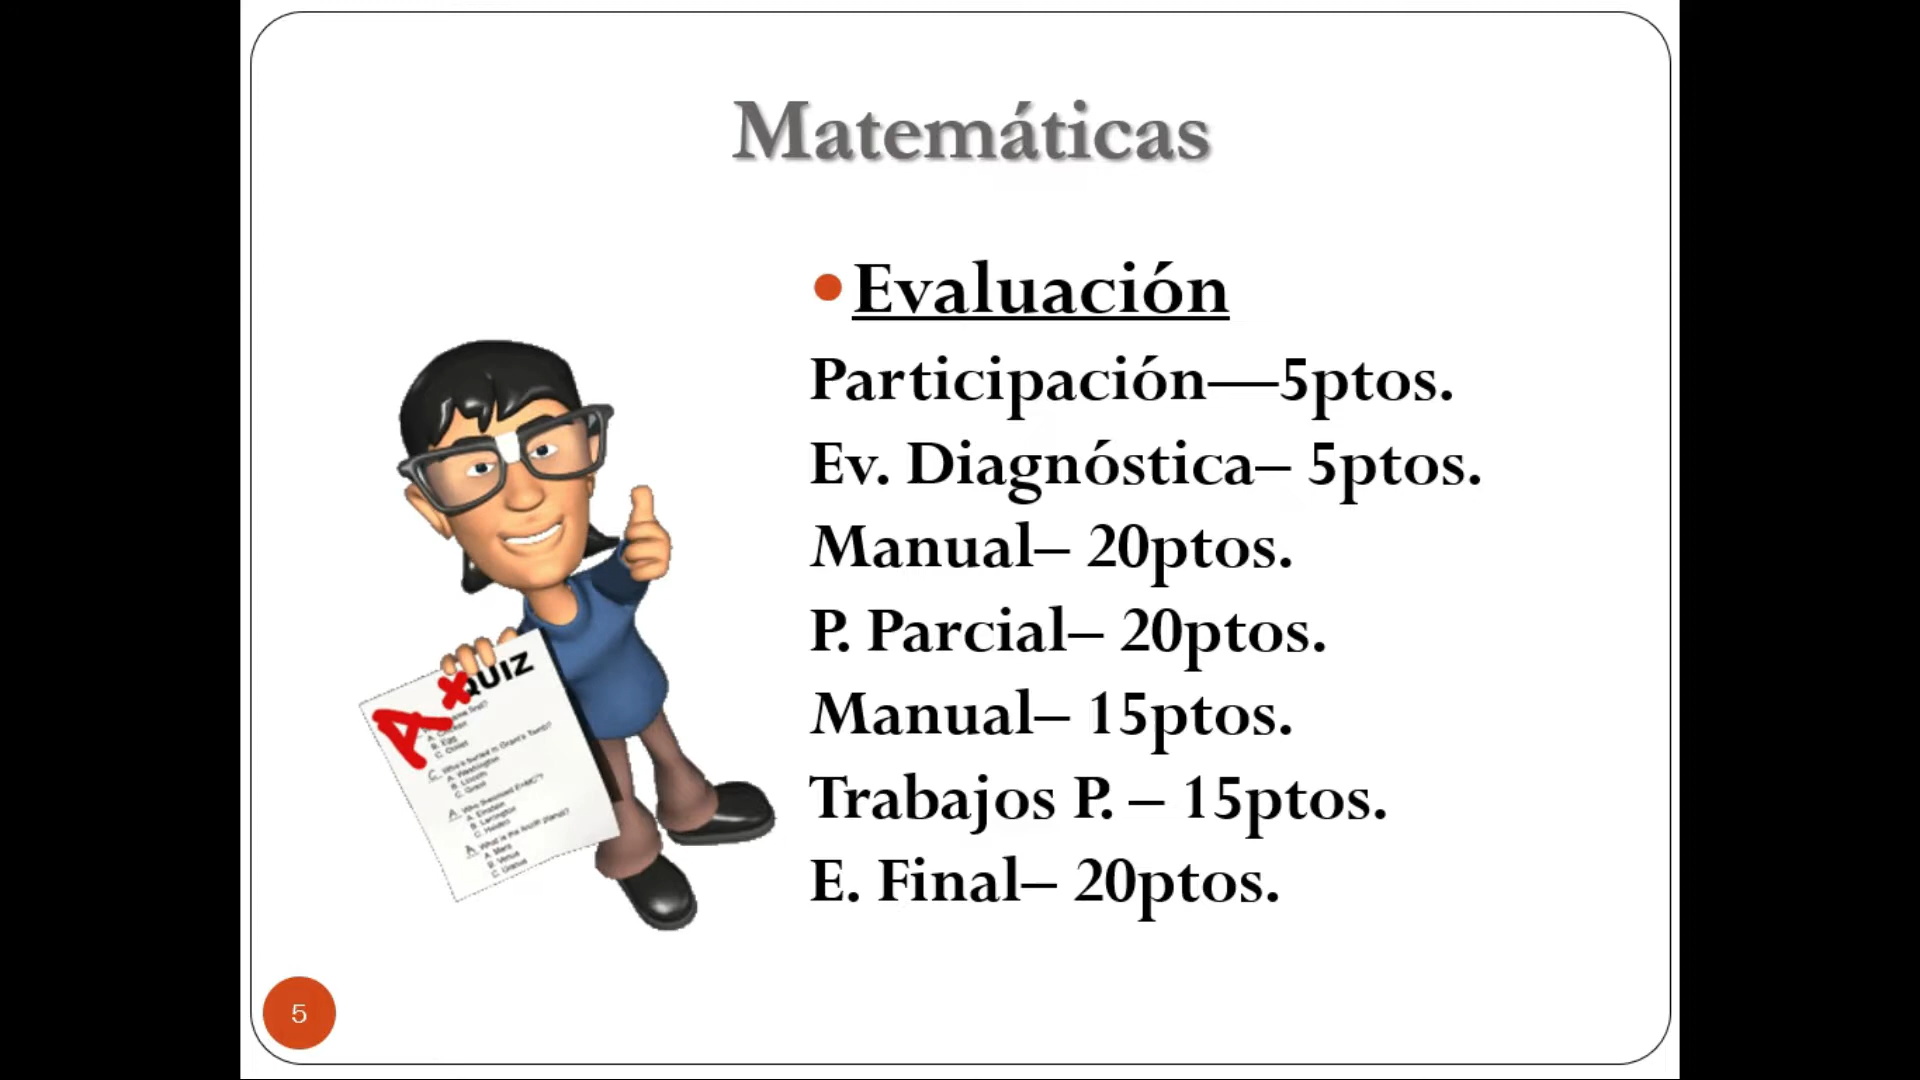 Matemáticas
Evaluación
Participación—5ptos.
Ev. Diagnóstica– 5ptos.
Manual– 20ptos.
P. Parcial– 20ptos.
Manual– 15ptos.
Trabajos P. – 15ptos.
E. Final– 20ptos.
QUIZ
A
5